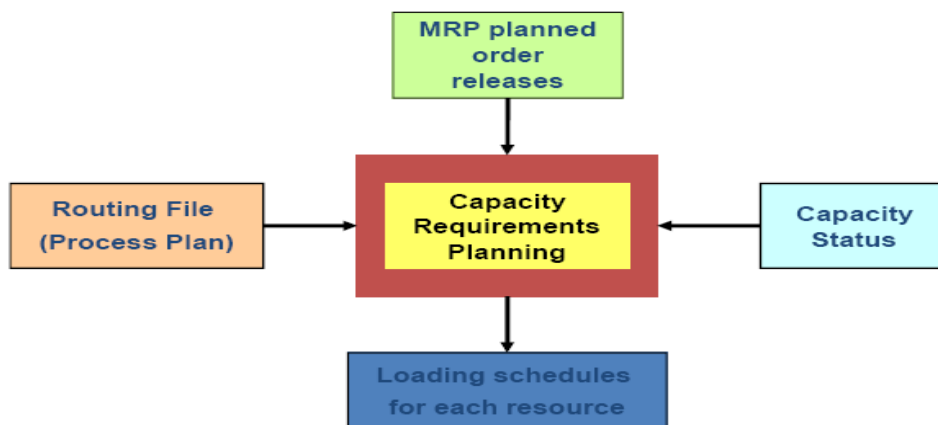 MRP planned
order
releases
Routing File
(Process Plan)
Capacity
Requirements
Planning
Capacity
Status
Loading schedules
for each resource